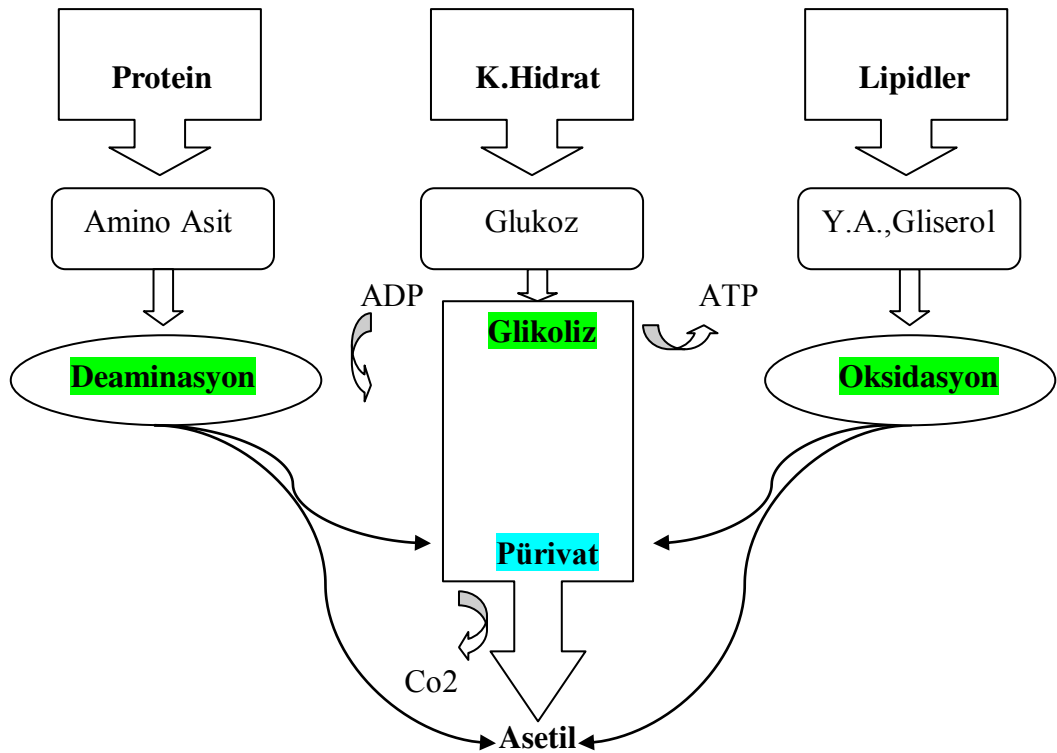 Protein
K.Hidrat
Lipidler
Amino Asit
Glukoz
Y.A.,Gliserol
ADP
ATP
Glikoliz
Deaminasyon
Oksidasyon
Pürivat
Co2
Asetil